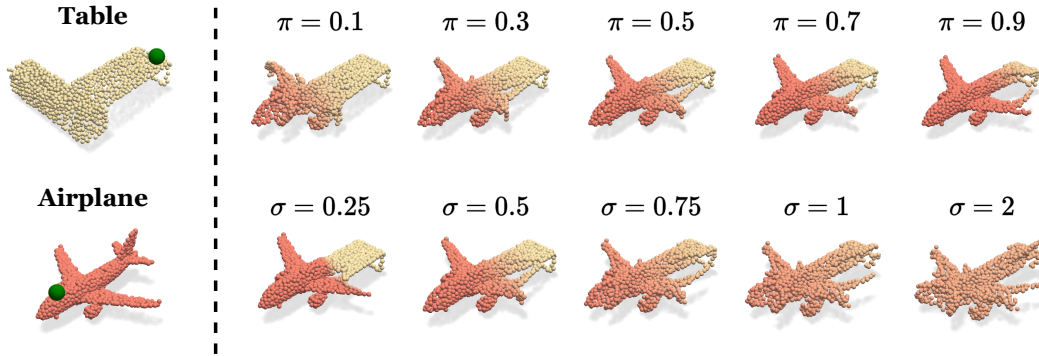 Table
π = 0.1 π = 0.3 π = 0.5 π = 0.7 π = 0.9
Airplane
σ = 0.25 σ = 0.5 σ = 0.75 σ = 1 σ = 2